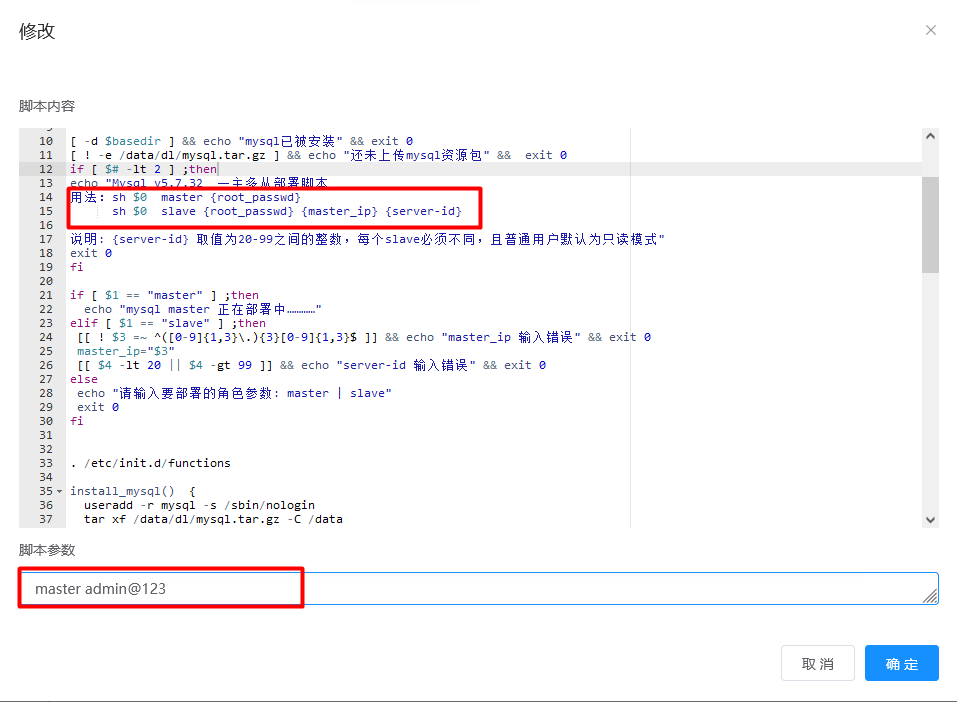 修改
脚本内容
10 [ -d $basedir ] && echo "mysql已被安装" && exit 0
11 [ ! -e /data/dl/mysql.tar.gz ] && echo "还未上传mysql资源包" &&  exit 0
12 if [ $# -lt 2 ] ;then
13 echo "Mysql v5.7.32  一主多从部署脚本
14 用法: sh $0  master {root_passwd}
15       sh $0  slave {root_passwd} {master_ip} {server-id}
16
17 说明: {server-id} 取值为20-99之间的整数，每个slave必须不同，且普通用户默认为只读模式"
18 exit 0
19 fi
20
21 if [ $1 == "master" ] ;then
22   echo "mysql master 正在部署中…………"
23 elif [ $1 == "slave" ] ;then
24  [[ ! $3 =~ ^([0-9]{1,3}\.){3}[0-9]{1,3}$ ]] && echo "master_ip 输入错误" && exit 0
25  master_ip="$3"
26  [[ $4 -lt 20 || $4 -gt 99 ]] && echo "server-id 输入错误" && exit 0
27 else
28  echo "请输入要部署的角色参数: master | slave"
29  exit 0
30 fi
31
32
33 . /etc/init.d/functions
34
35 install_mysql()  {
36   useradd -r mysql -s /sbin/nologin
37   tar xf /data/dl/mysql.tar.gz -C /data
脚本参数
master admin@123
取消 确定